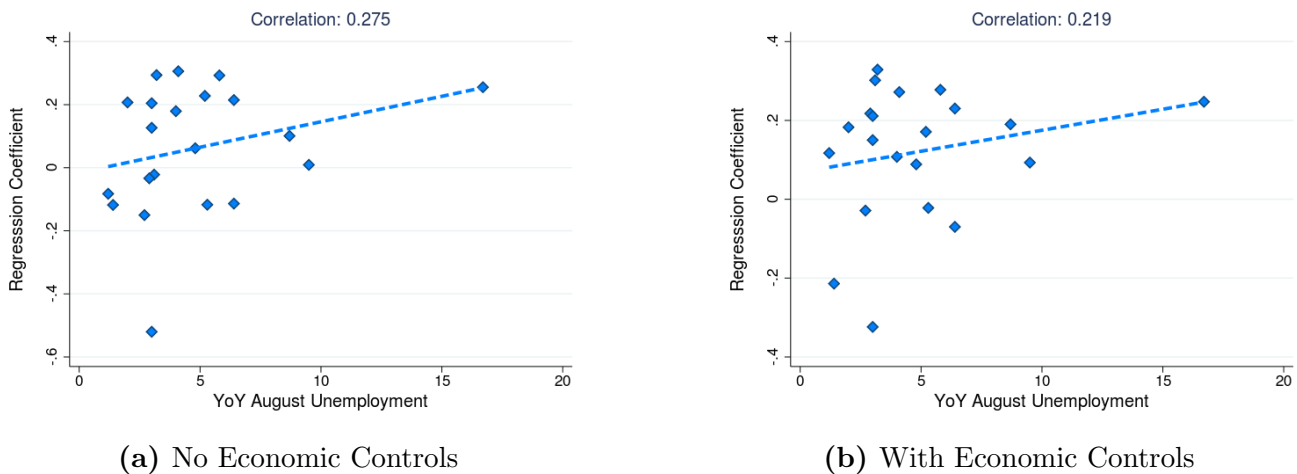 Correlation: 0.275
.4
.2
0
-.2
-.4
-.6
Regresssion Coefficient
0 5 10 15 20
YoY August Unemployment
(a) No Economic Controls
Correlation: 0.219
.4
.2
0
-.2
-.4
Regresssion Coefficient
0 5 10 15 20
YoY August Unemployment
(b) With Economic Controls